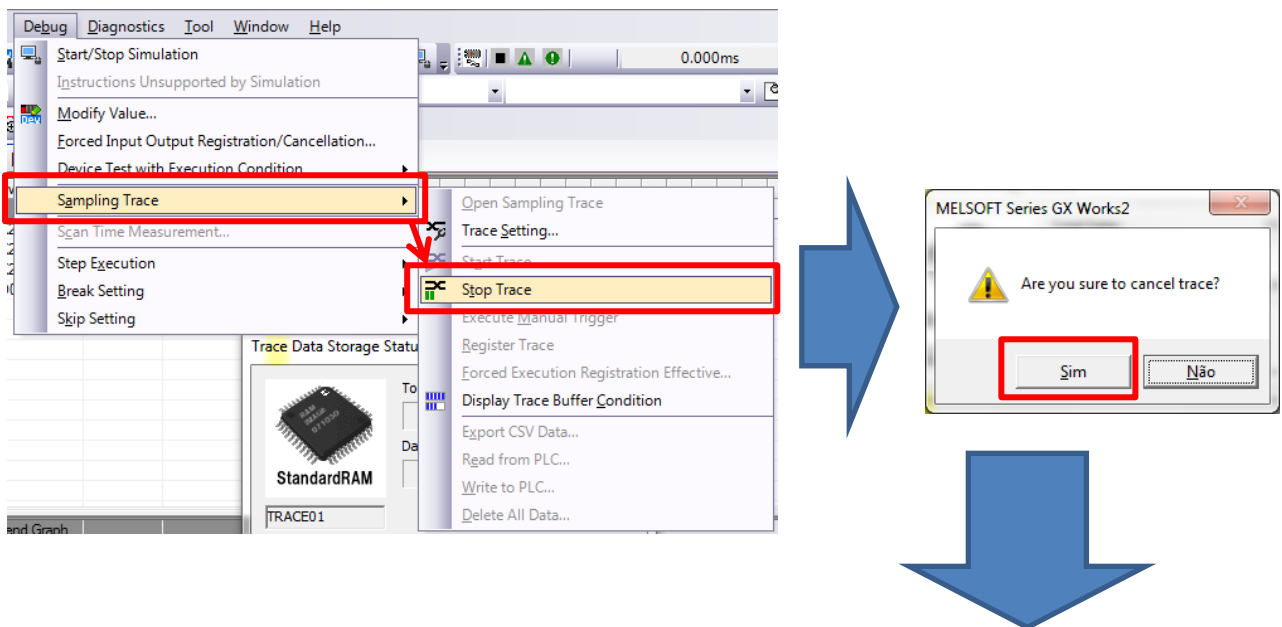 Debug Diagnostics Tool Window Help
Start/Stop Simulation
0.000ms
Instructions Unsupported by Simulation
Modify Value...
Forced Input Output Registration/Cancellation...
Device Test with Execution Condition
Sampling Trace
Scan Time Measurement...
Step Execution
Break Setting
Skip Setting
Open Sampling Trace
Trace Setting...
Start Trace
Stop Trace
Execute Manual Trigger
Register Trace
Forced Execution Registration Effective...
Display Trace Buffer Condition
Export CSV Data...
Read from PLC...
Write to PLC...
Delete All Data...
Trace Data Storage Statu
To
Da
StandardRAM
TRACE01
end Graph
MELSOFT Series GX Works2
Are you sure to cancel trace?
Sim Não